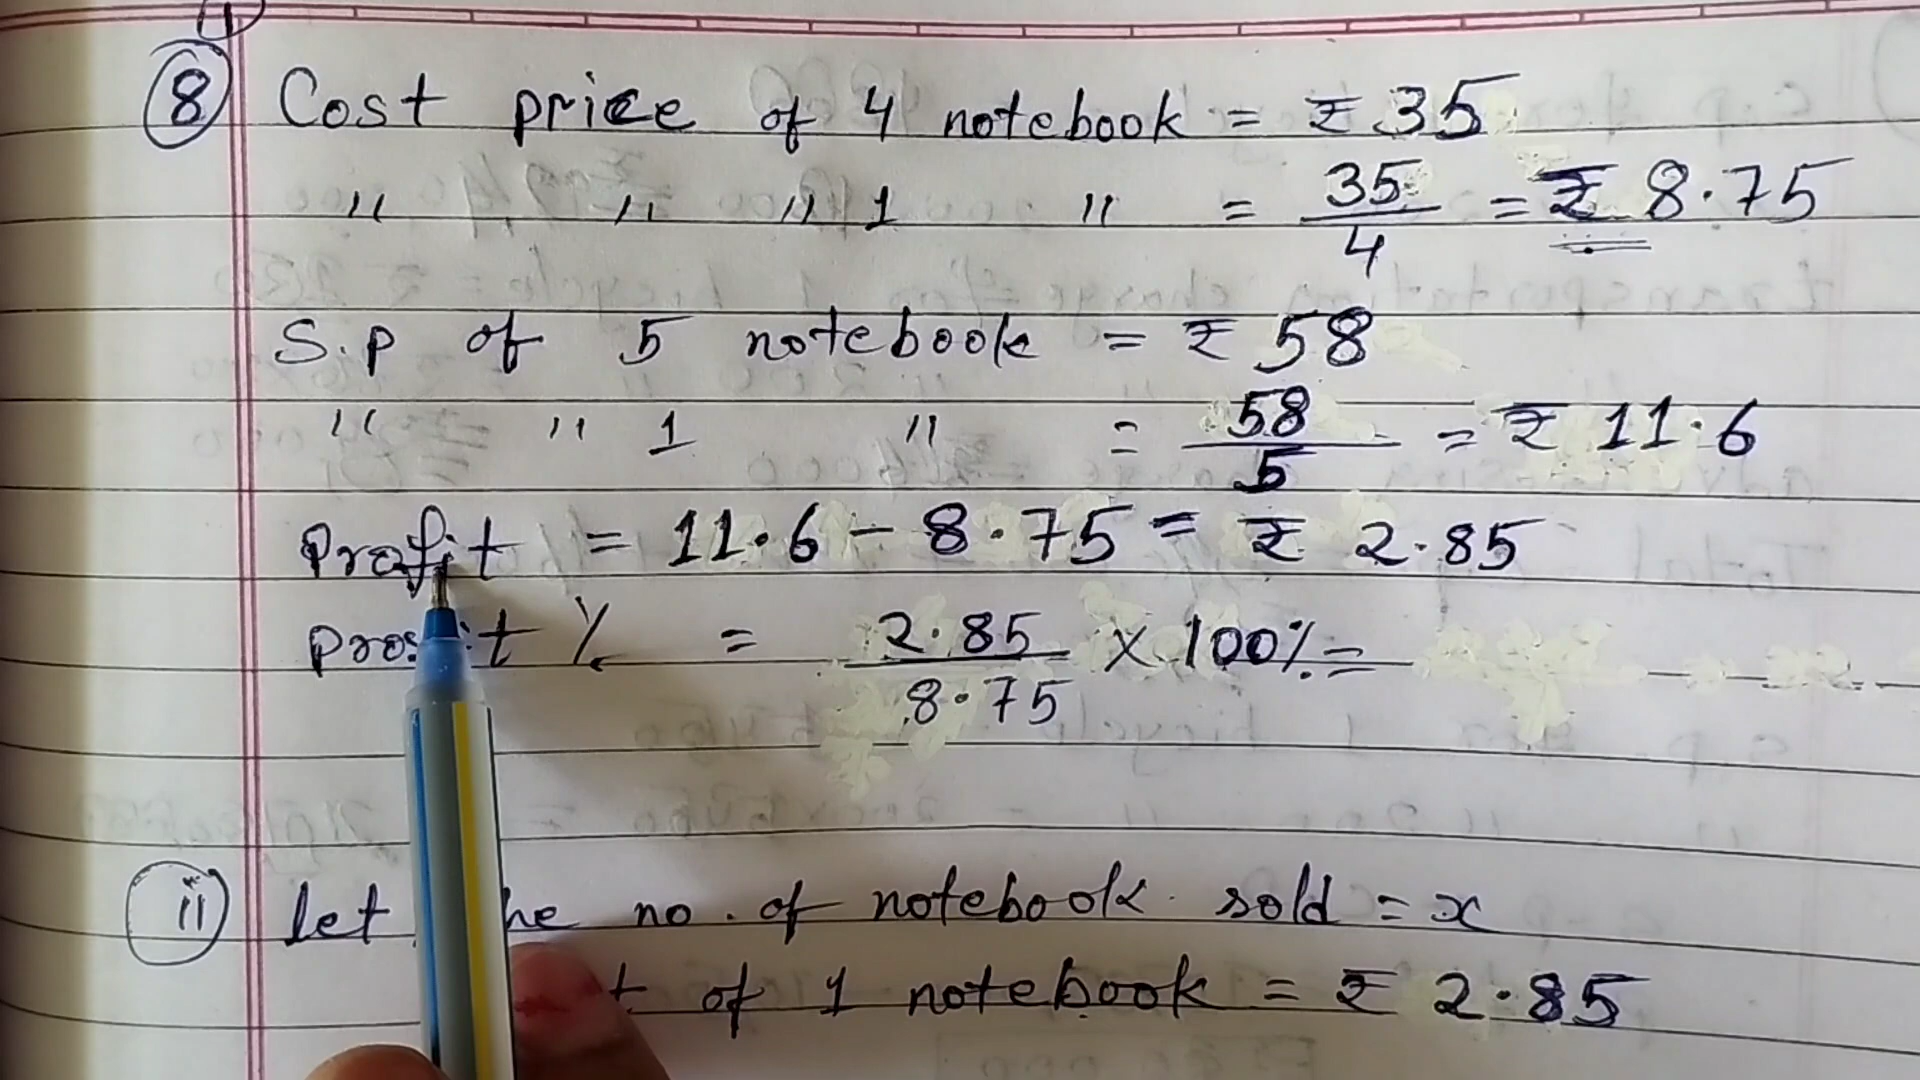 8 Cost price of 4 notebook = ₹ 35
" " " 1 " = 35/4 = ₹ 8.75
S.p of 5 notebook = ₹ 58
" " 1 " = 58/5 = ₹ 11.6
Profit = 11.6 - 8.75 = ₹ 2.85
Profit % = 2.85/8.75 x 100% =
ii let he no. of notebook sold = x
t of 1 notebook = ₹ 2.85